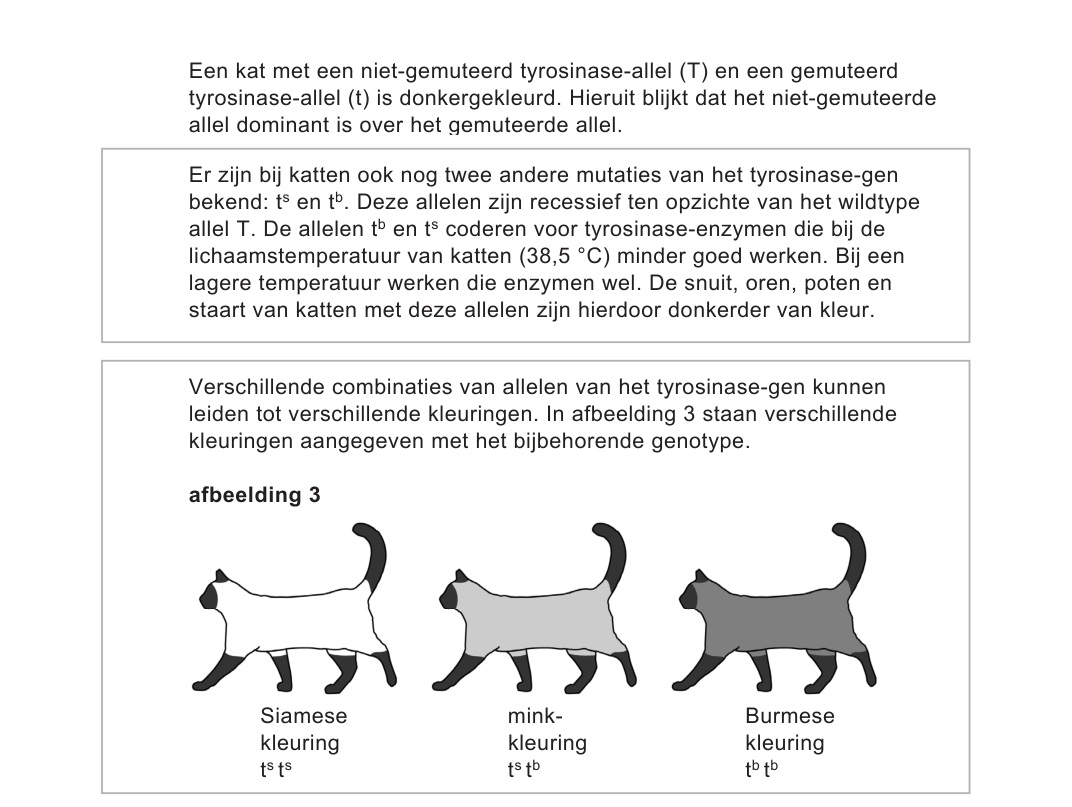 Een kat met een niet-gemuteerd tyrosinase-allel (T) en een gemuteerd
tyrosinase-allel (t) is donkergekleurd. Hieruit blijkt dat het niet-gemuteerde
allel dominant is over het gemuteerde allel.
Er zijn bij katten ook nog twee andere mutaties van het tyrosinase-gen
bekend: tˢ en tᵇ. Deze allelen zijn recessief ten opzichte van het wildtype
allel T. De allelen tᵇ en tˢ coderen voor tyrosinase-enzymen die bij de
lichaamstemperatuur van katten (38,5 °C) minder goed werken. Bij een
lagere temperatuur werken die enzymen wel. De snuit, oren, poten en
staart van katten met deze allelen zijn hierdoor donkerder van kleur.
Verschillende combinaties van allelen van het tyrosinase-gen kunnen
leiden tot verschillende kleuringen. In afbeelding 3 staan verschillende
kleuringen aangegeven met het bijbehorende genotype.
afbeelding 3
Siamese
kleuring
tˢ tˢ
mink-
kleuring
tˢ tᵇ
Burmese
kleuring
tᵇ tᵇ